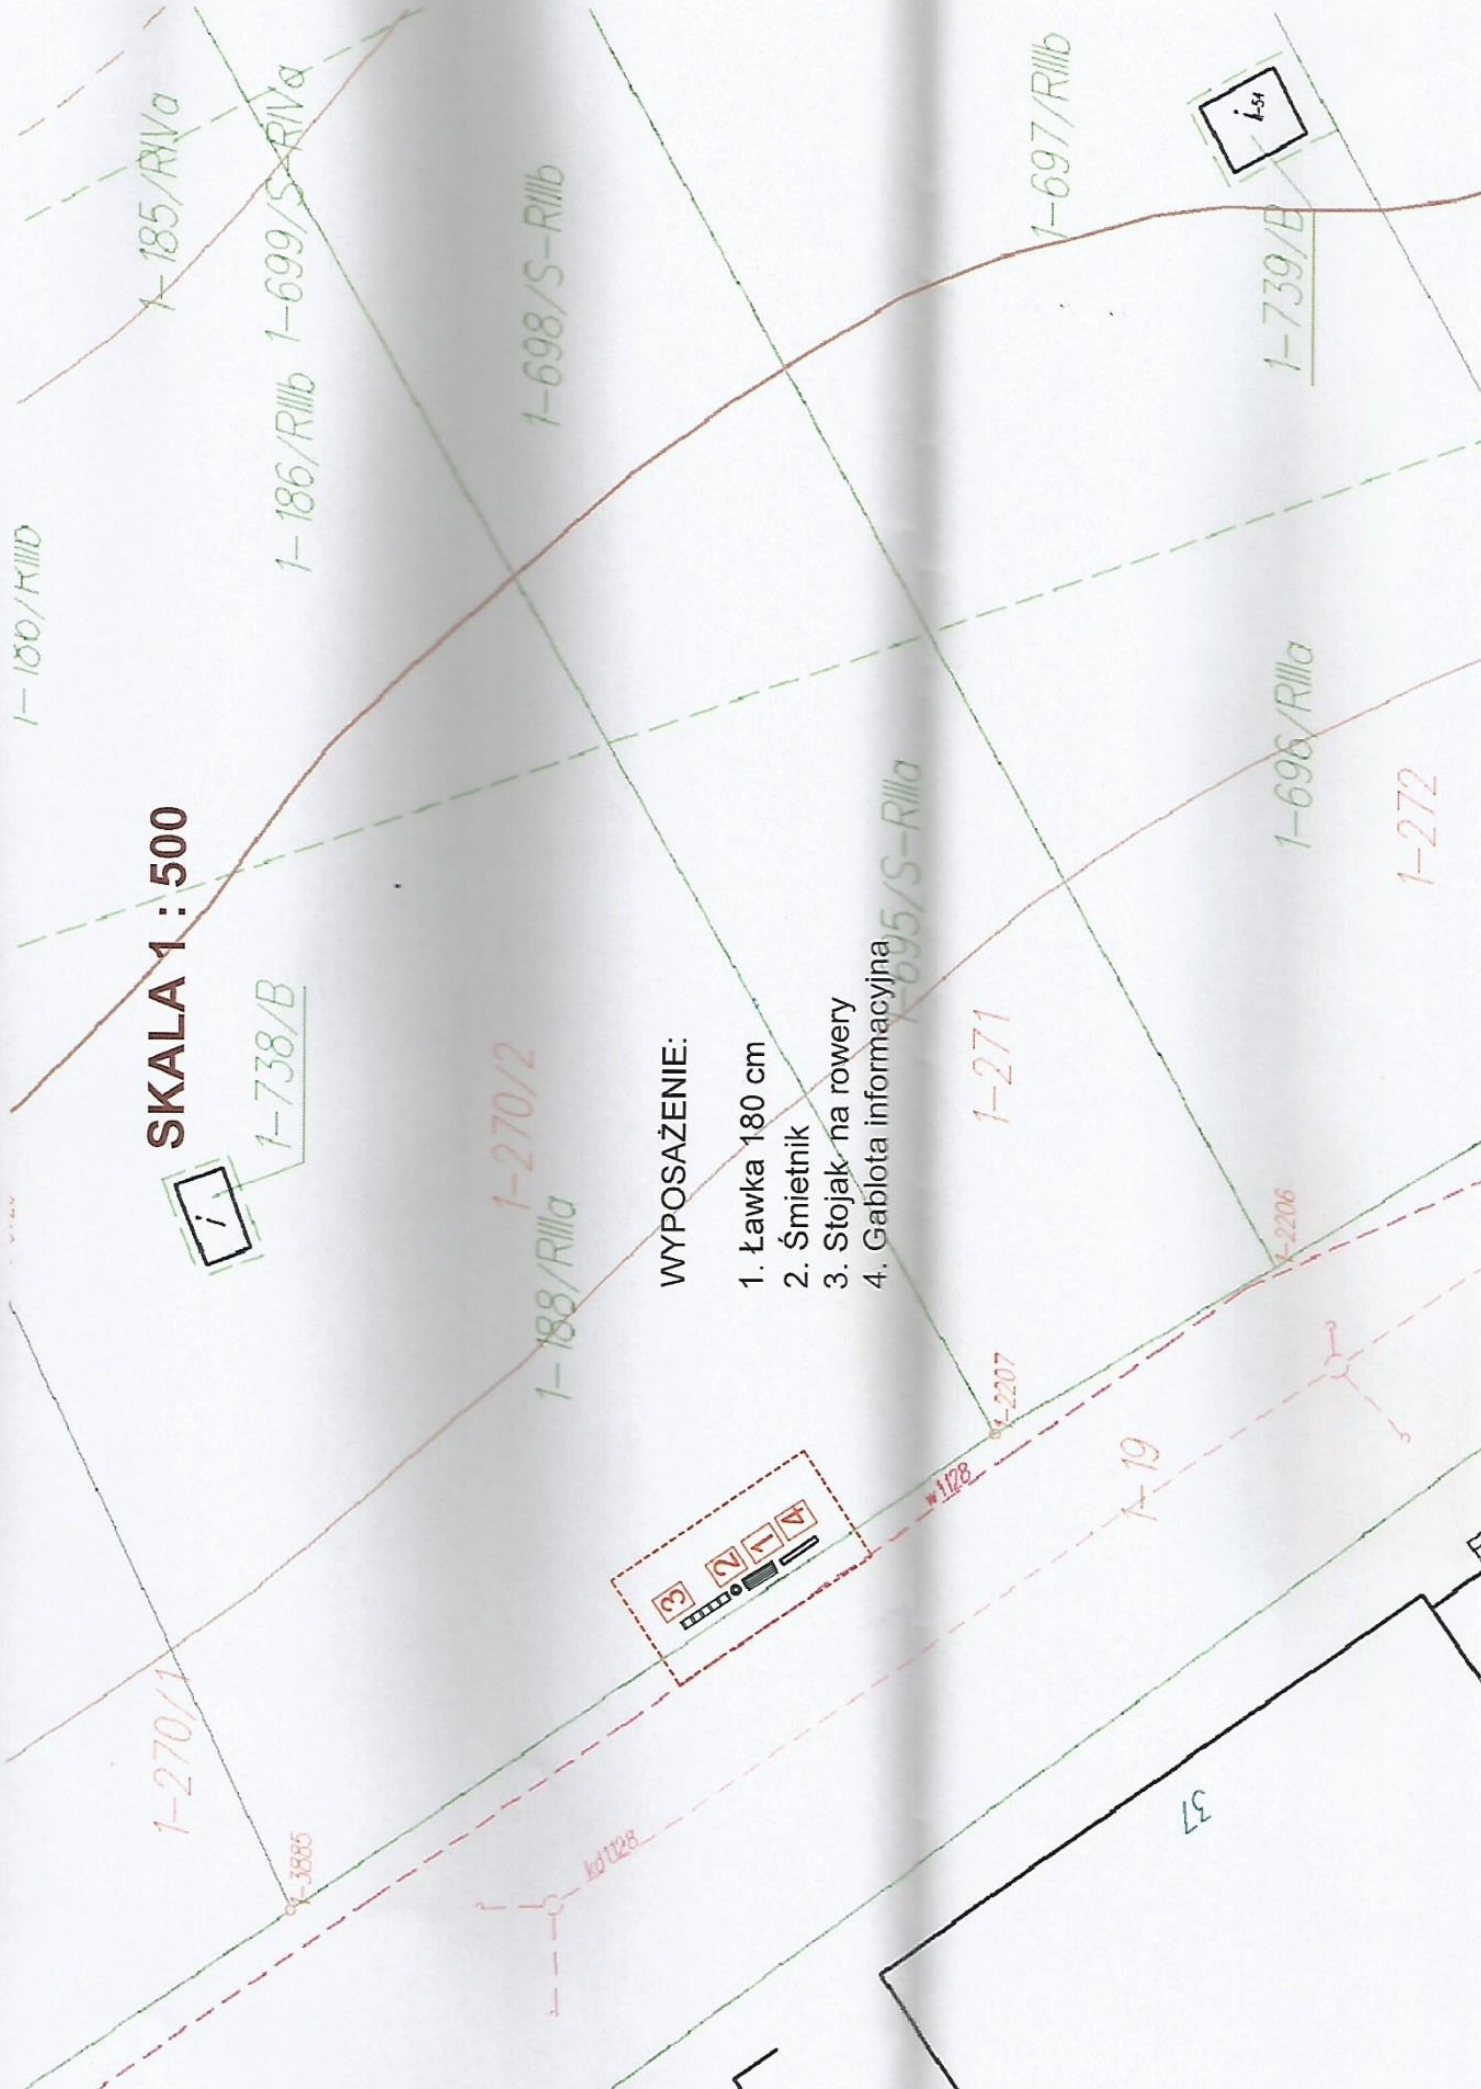 SKALA 1 : 500
1-185/RIVa
1-186/RIIIb
1-699/S-RIVa
1-738/B
i
1-698/S-RIIIb
1-270/2
1-188/RIIIa
1-270/1
1-3885
WYPOSAŻENIE:
1. Ławka 180 cm
2. Śmietnik
3. Stojak na rowery
4. Gablota informacyjna
3
2
1
4
1-695/S-RIIIa
1-271
1-2207
1-697/RIIIb
1-739/B
1-696/RIIIa
1-272
1-2206
1-19
37